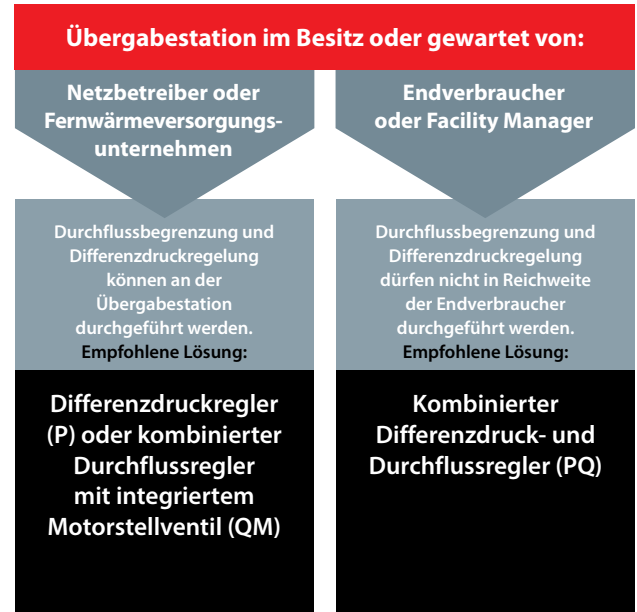 Übergabestation im Besitz oder gewartet von:
Netzbetreiber oder
Fernwärmeversorgungs-
unternehmen
Durchflussbegrenzung und
Differenzdruckregelung
können an der
Übergabestation
durchgeführt werden.
Empfohlene Lösung:
Differenzdruckregler
(P) oder kombinierter
Durchflussregler
mit integriertem
Motorstellventil (QM)
Endverbraucher
oder Facility Manager
Durchflussbegrenzung und
Differenzdruckregelung
dürfen nicht in Reichweite
der Endverbraucher
durchgeführt werden.
Empfohlene Lösung:
Kombinierter
Differenzdruck- und
Durchflussregler (PQ)